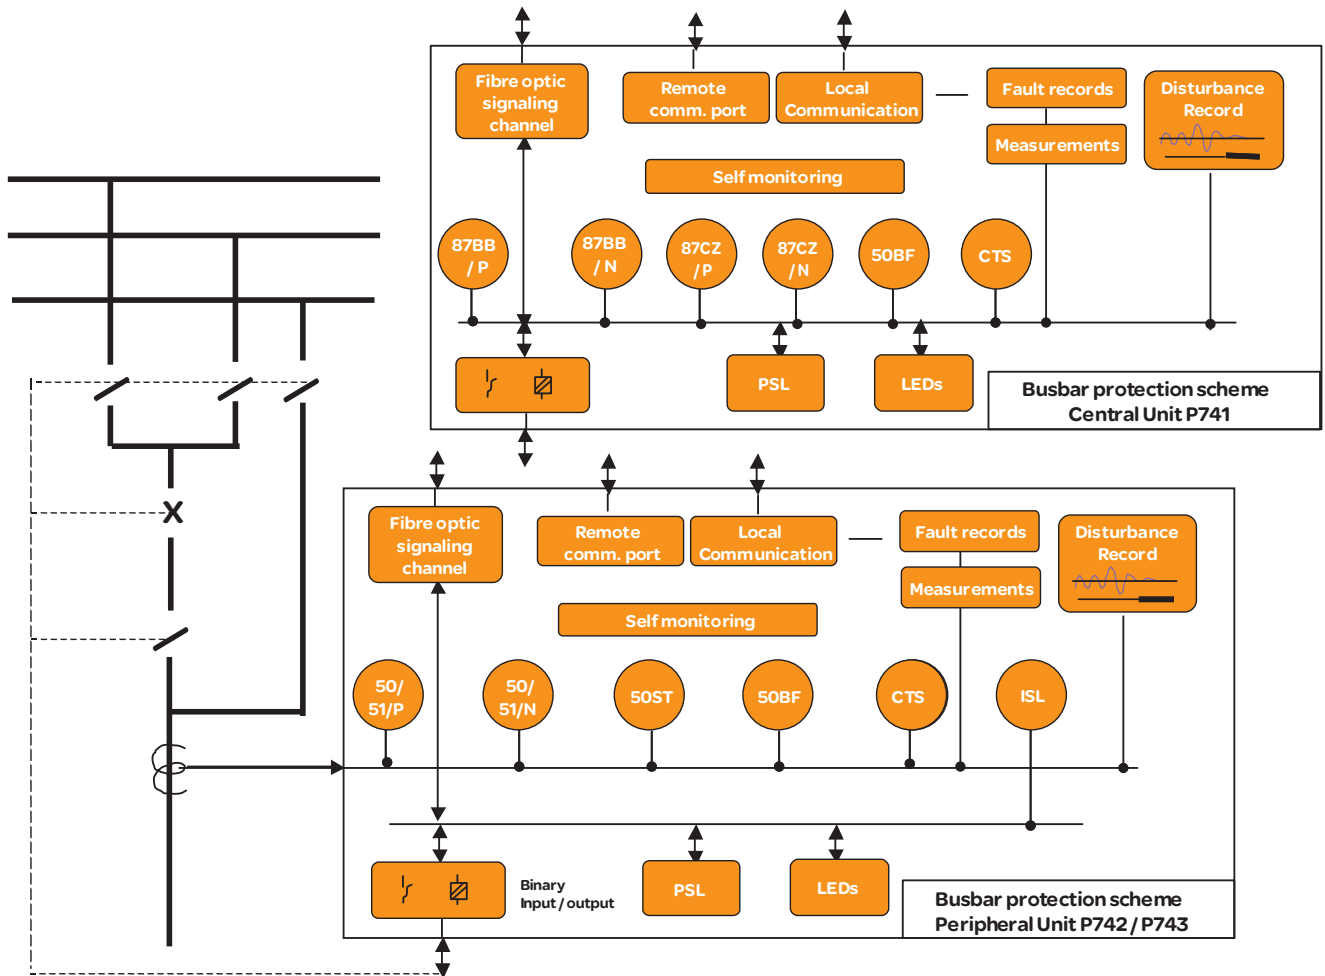 Fibre optic
signaling
channel
Remote
comm. port
Local
Communication
Fault records
Measurements
Disturbance
Record
Self monitoring
87BB
/ P
87BB
/ N
87CZ
/ P
87CZ
/ N
50BF
CTS
PSL
LEDs
Busbar protection scheme
Central Unit P741
X
Fibre optic
signaling
channel
Remote
comm. port
Local
Communication
Fault records
Measurements
Disturbance
Record
Self monitoring
50/
51/P
50/
51/N
50ST
50BF
CTS
ISL
Binary
Input / output
PSL
LEDs
Busbar protection scheme
Peripheral Unit P742 / P743